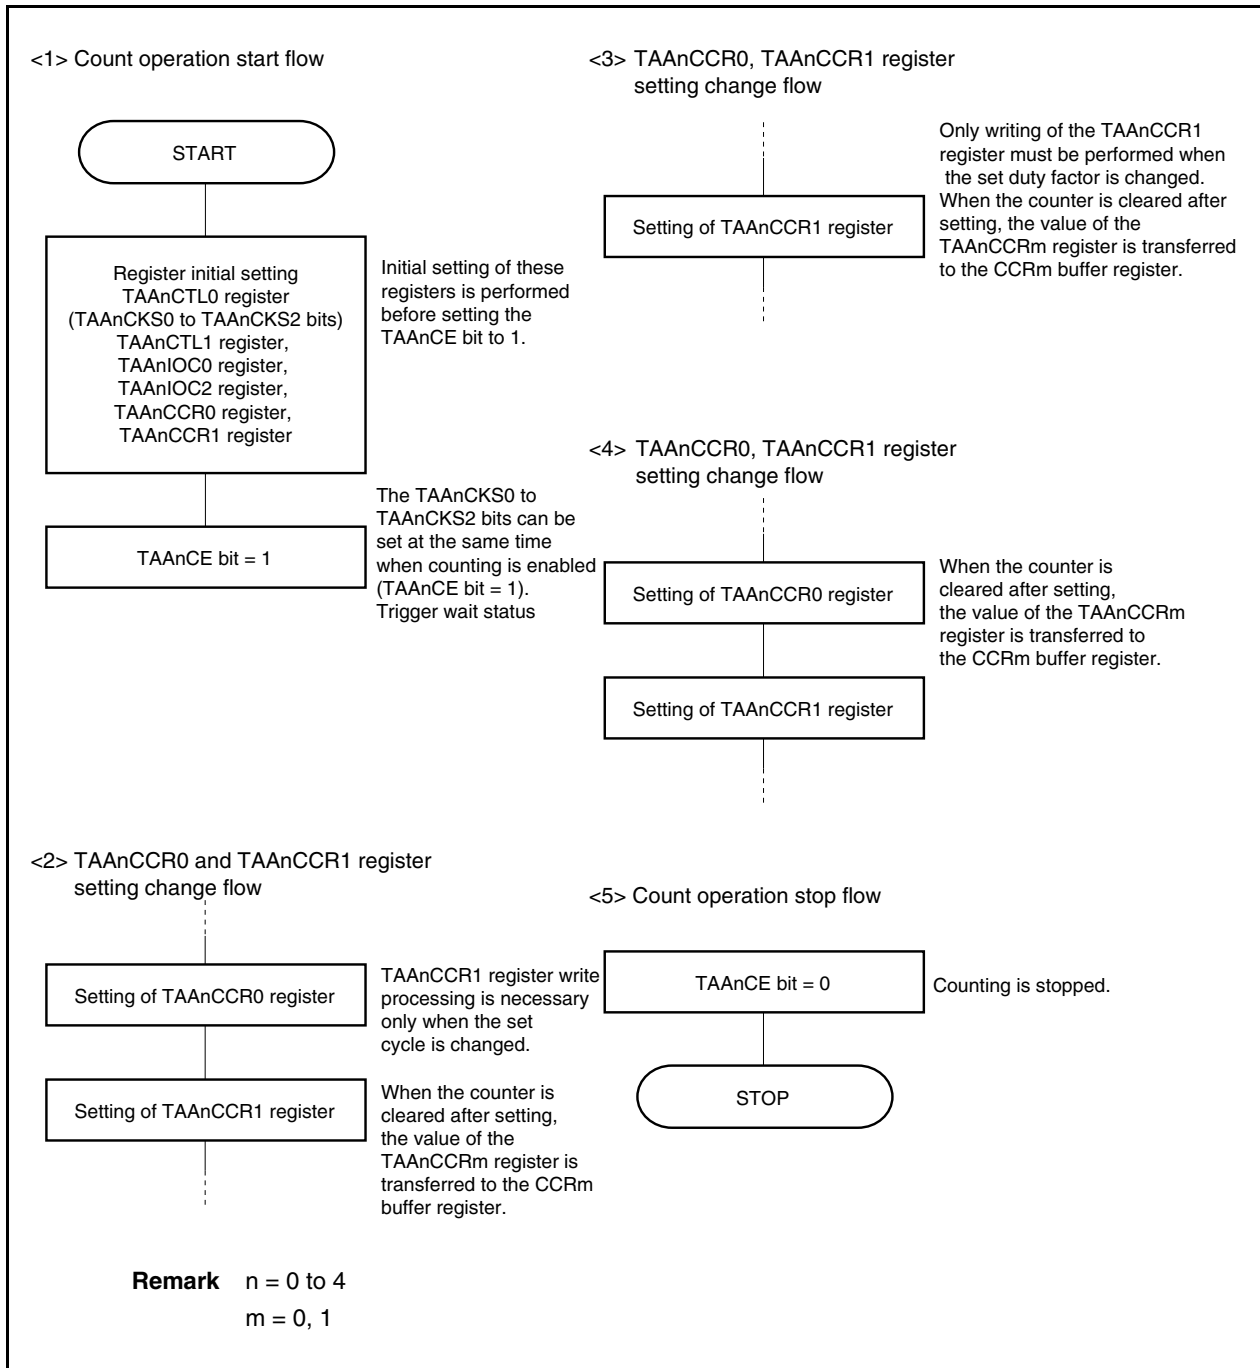 <1> Count operation start flow
START
Register initial setting
TAAnCTL0 register
(TAAnCKS0 to TAAnCKS2 bits)
TAAnCTL1 register,
TAAnIOC0 register,
TAAnIOC2 register,
TAAnCCR0 register,
TAAnCCR1 register
Initial setting of these
registers is performed
before setting the
TAAnCE bit to 1.
TAAnCE bit = 1
The TAAnCKS0 to
TAAnCKS2 bits can be
set at the same time
when counting is enabled
(TAAnCE bit = 1).
Trigger wait status
<2> TAAnCCR0 and TAAnCCR1 register
setting change flow
Setting of TAAnCCR0 register
TAAnCCR1 register write
processing is necessary
only when the set
cycle is changed.
Setting of TAAnCCR1 register
When the counter is
cleared after setting,
the value of the
TAAnCCRm register is
transferred to the CCRm
buffer register.
<3> TAAnCCR0, TAAnCCR1 register
setting change flow
Setting of TAAnCCR1 register
Only writing of the TAAnCCR1
register must be performed when
the set duty factor is changed.
When the counter is cleared after
setting, the value of the
TAAnCCRm register is transferred
to the CCRm buffer register.
<4> TAAnCCR0, TAAnCCR1 register
setting change flow
Setting of TAAnCCR0 register
When the counter is
cleared after setting,
the value of the TAAnCCRm
register is transferred to
the CCRm buffer register.
Setting of TAAnCCR1 register
<5> Count operation stop flow
TAAnCE bit = 0
Counting is stopped.
STOP
Remark n = 0 to 4
m = 0, 1